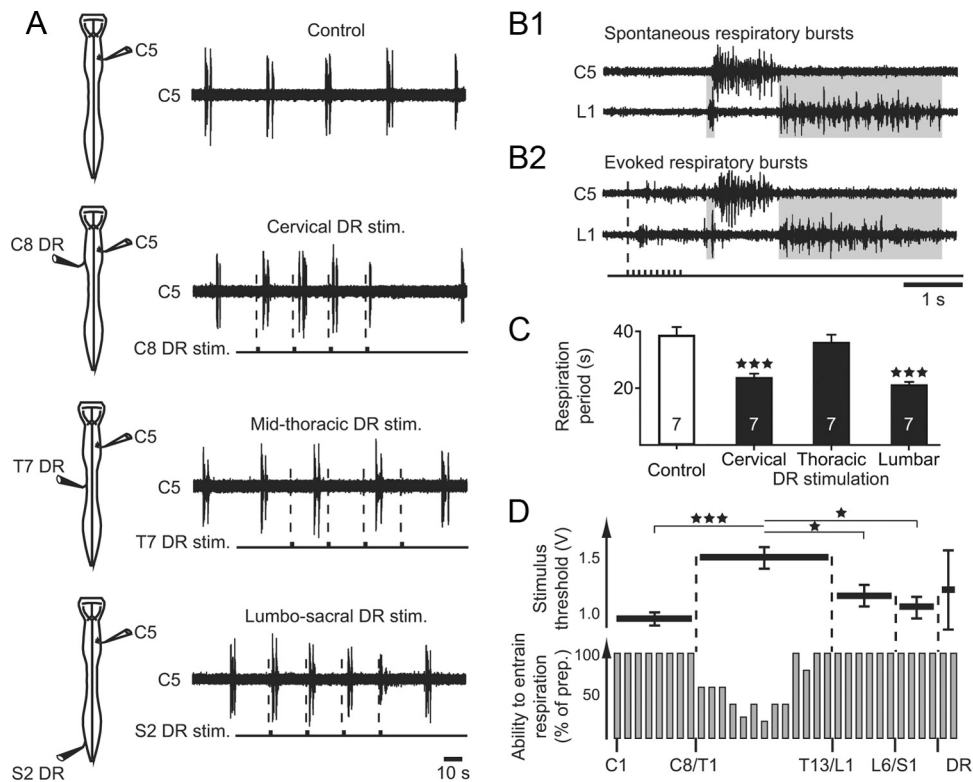 A
C5
Control
C5
C8 DR
C5
Cervical DR stim.
C5
C8 DR stim.
T7 DR
C5
Mid-thoracic DR stim.
C5
T7 DR stim.
C5
Lumbo-sacral DR stim.
C5
S2 DR stim.
S2 DR
10 s
B1
Spontaneous respiratory bursts
C5
L1
B2
Evoked respiratory bursts
C5
L1
1 s
C
Respiration
period (s)
40
20
★★★
★★★
7
7
7
7
Control
Cervical
Thoracic
Lumbar
DR stimulation
D
Stimulus
threshold (V)
1.5
1.0
★★★
★
★
Ability to entrain
respiration
(% of prep.)
100
50
C1
C8/T1
T13/L1
L6/S1
DR